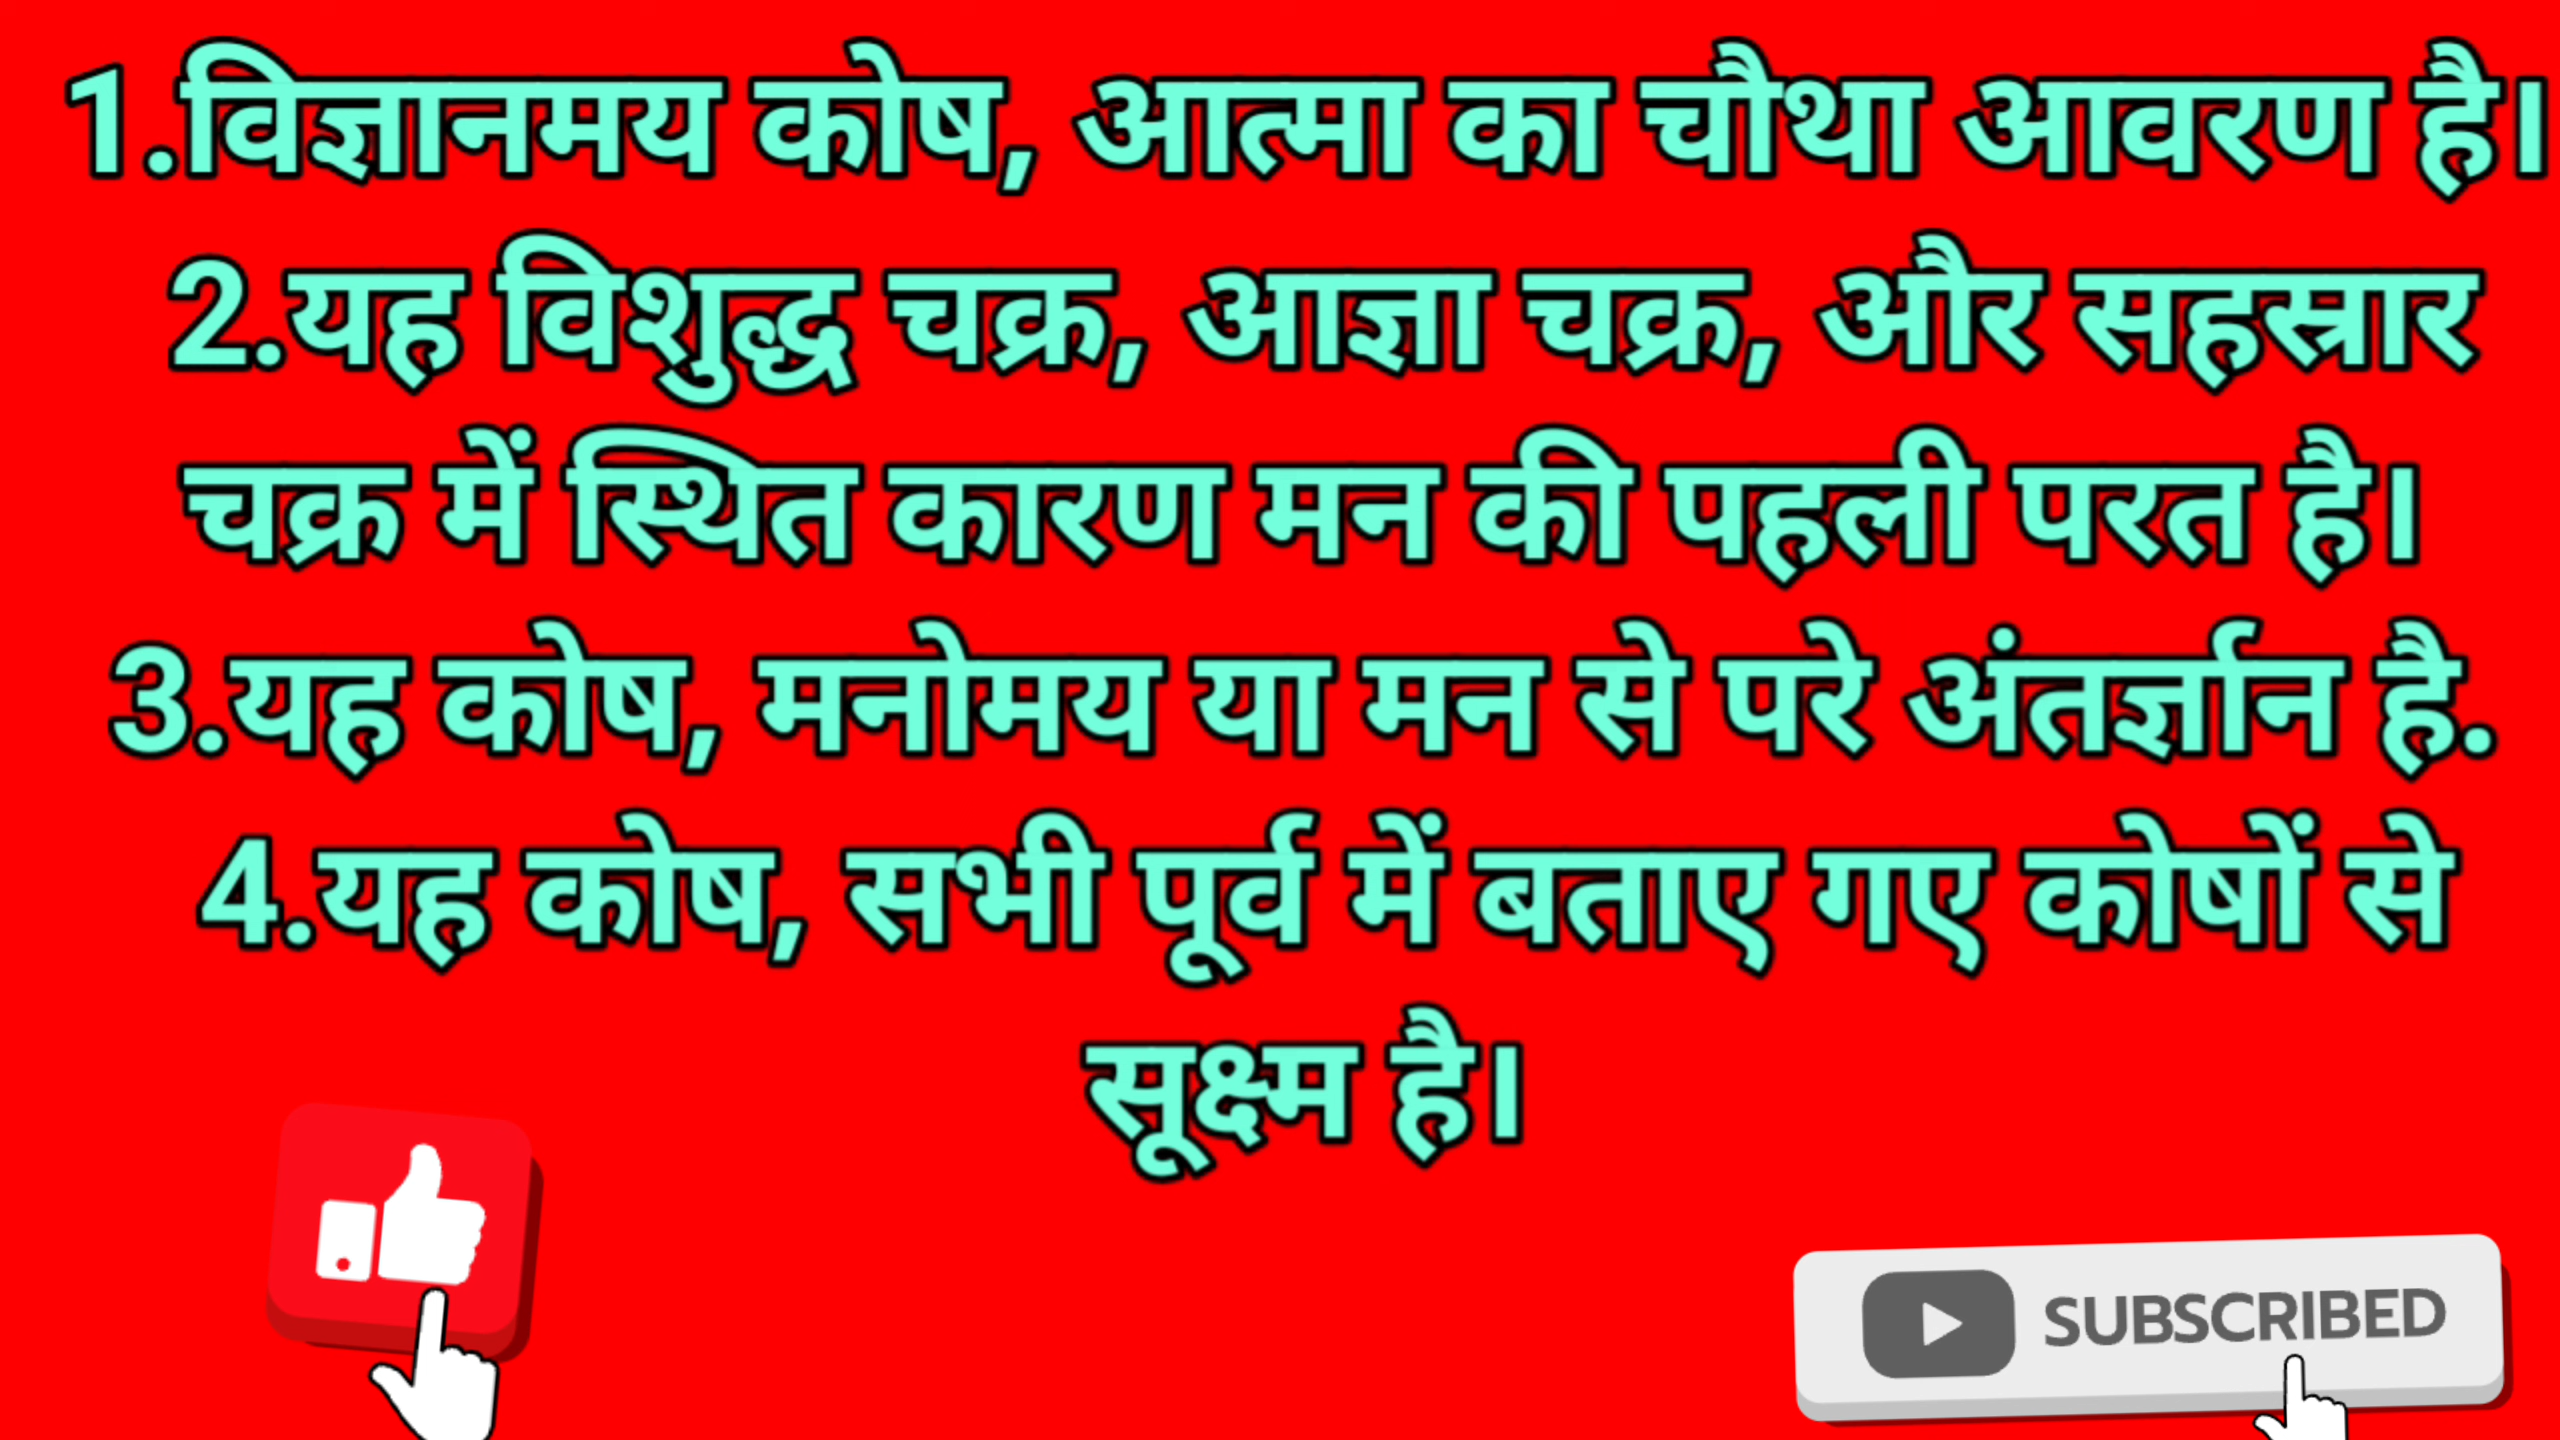 1.विज्ञानमय कोष, आत्मा का चौथा आवरण है।
2.यह विशुद्ध चक्र, आज्ञा चक्र, और सहस्रार
चक्र में स्थित कारण मन की पहली परत है।
3.यह कोष, मनोमय या मन से परे अंतर्ज्ञान है.
4.यह कोष, सभी पूर्व में बताए गए कोषों से
सूक्ष्म है।
SUBSCRIBED